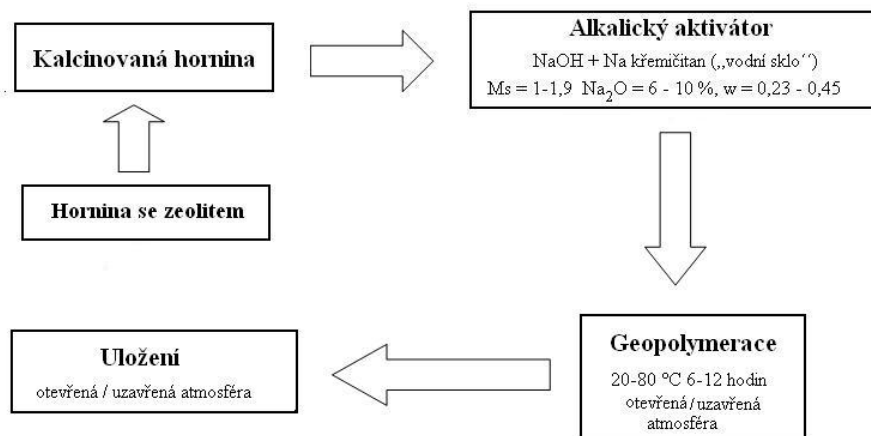 Kalcinovaná hornina
Alkalický aktivátor
NaOH + Na křemičitan („vodní sklo´´)
Ms = 1-1,9 Na2O = 6 - 10 %, w = 0,23 - 0,45
Hornina se zeolitem
Geopolymerace
20-80 °C 6-12 hodin
otevřená/uzavřená
atmosféra
Uložení
otevřená / uzavřená atmosféra